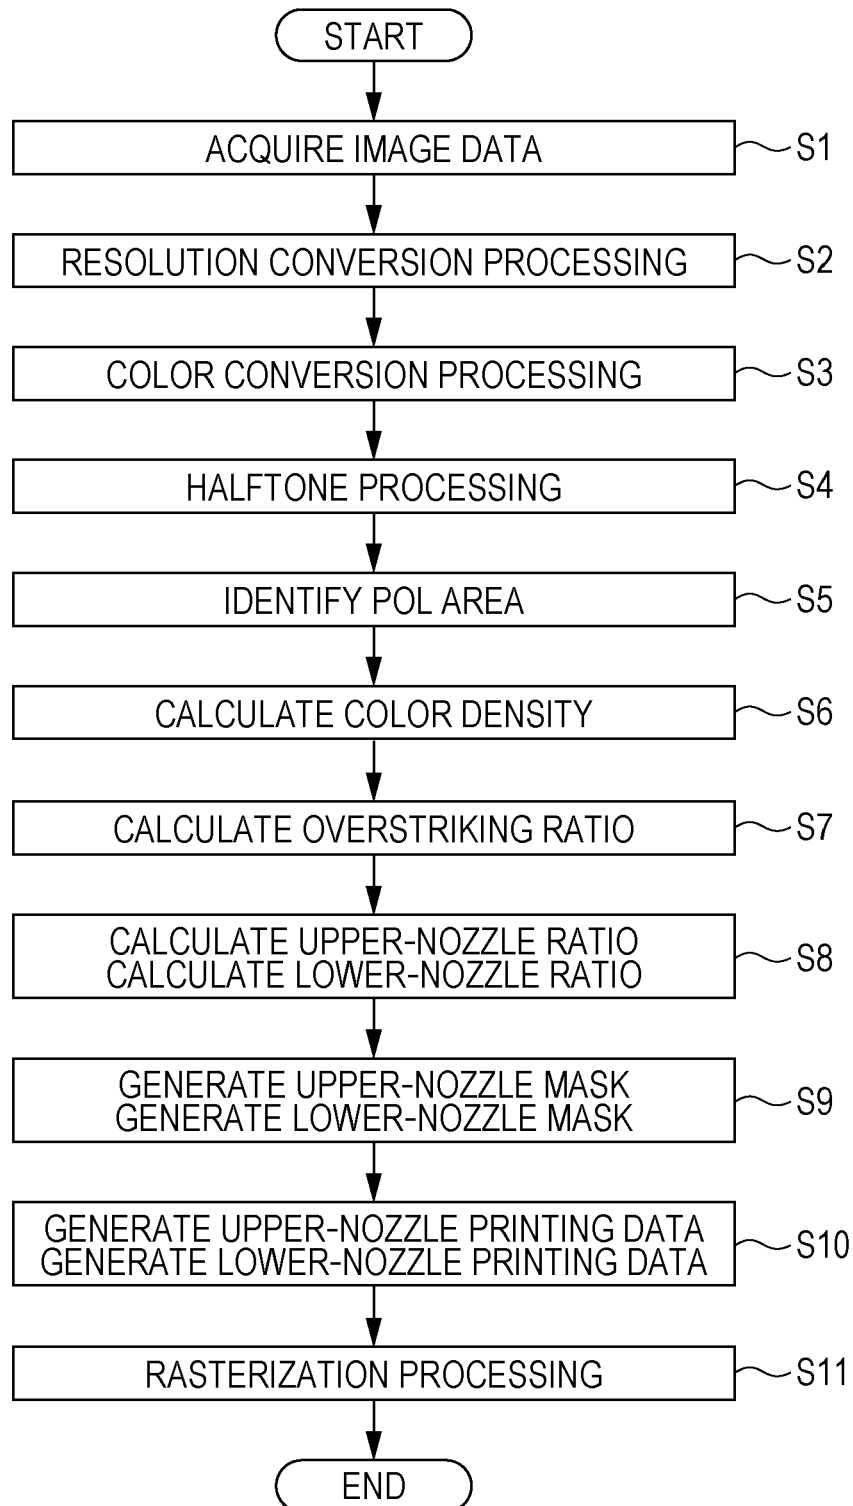 START
ACQUIRE IMAGE DATA
S1
RESOLUTION CONVERSION PROCESSING
S2
COLOR CONVERSION PROCESSING
S3
HALFTONE PROCESSING
S4
IDENTIFY POL AREA
S5
CALCULATE COLOR DENSITY
S6
CALCULATE OVERSTRIKING RATIO
S7
CALCULATE UPPER-NOZZLE RATIO
CALCULATE LOWER-NOZZLE RATIO
S8
GENERATE UPPER-NOZZLE MASK
GENERATE LOWER-NOZZLE MASK
S9
GENERATE UPPER-NOZZLE PRINTING DATA
GENERATE LOWER-NOZZLE PRINTING DATA
S10
RASTERIZATION PROCESSING
S11
END